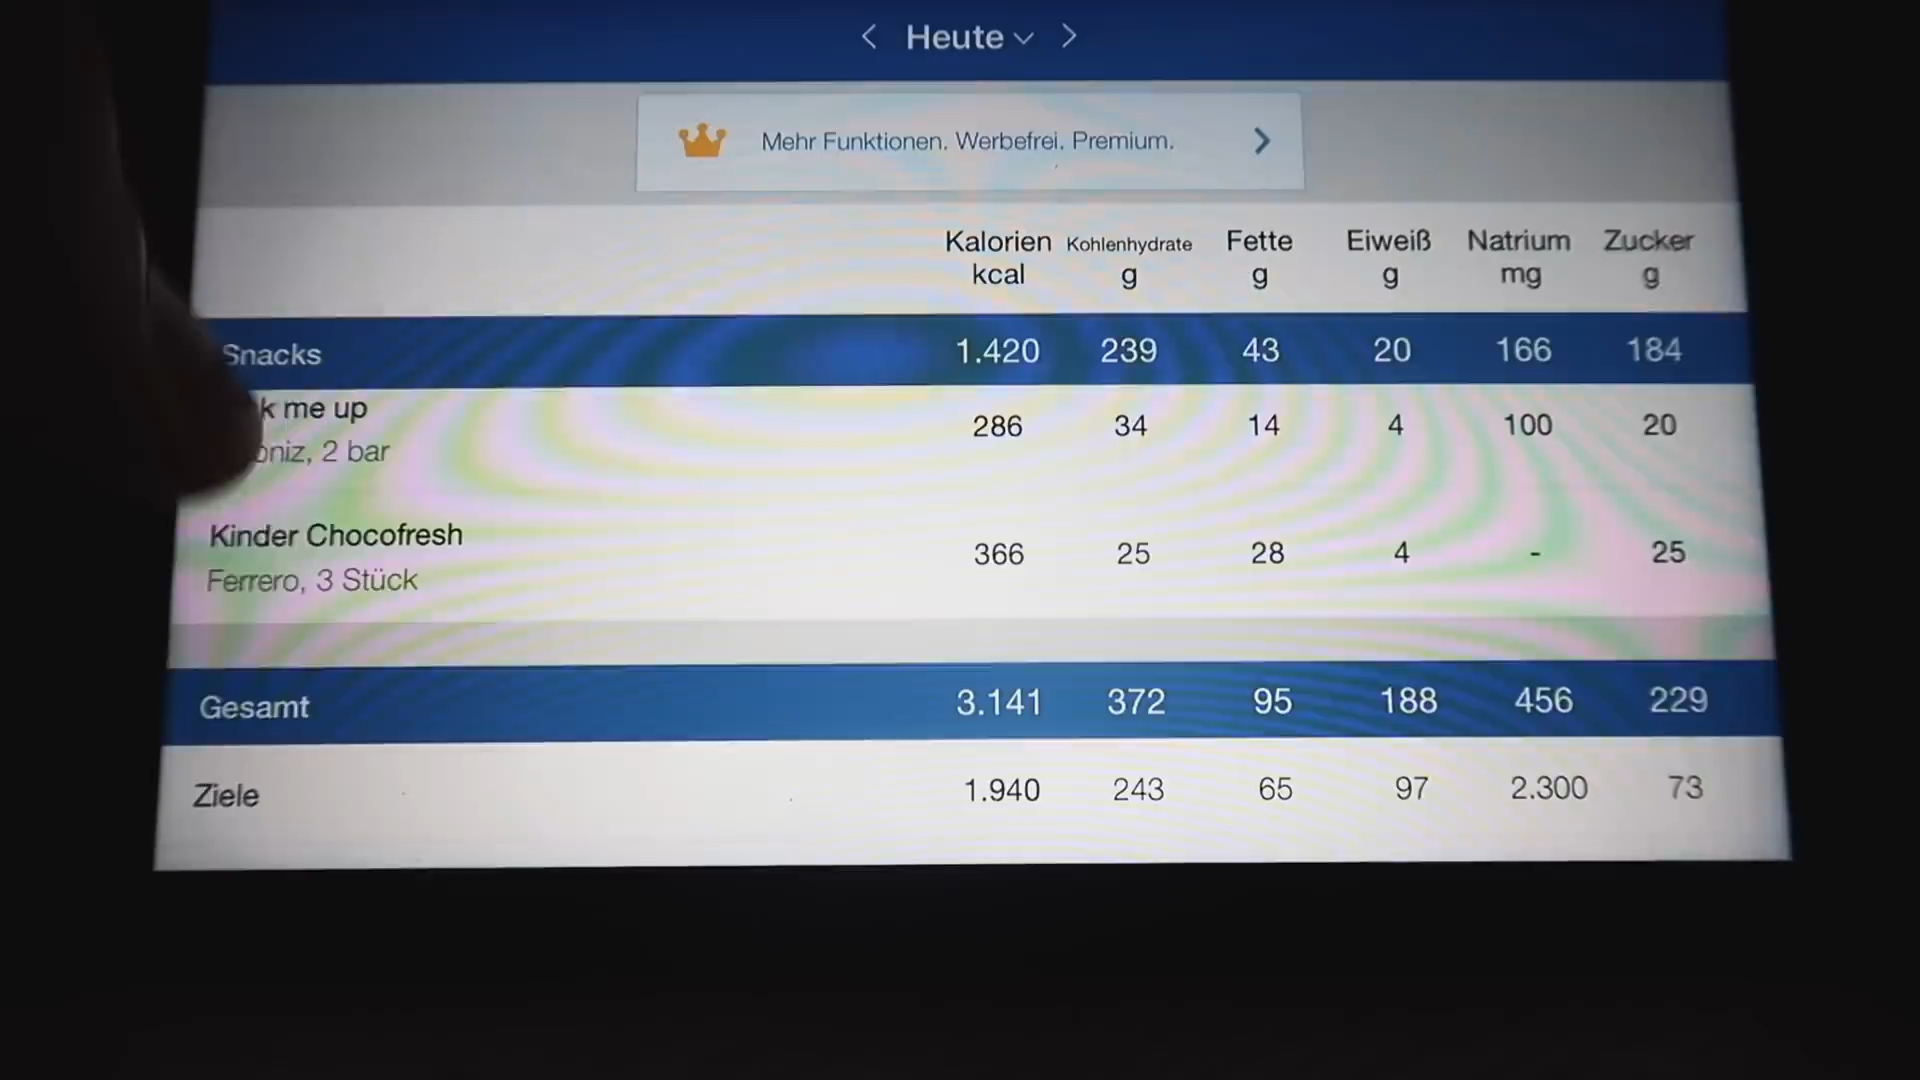 Heute
Mehr Funktionen. Werbefrei. Premium.
Kalorien Kohlenhydrate Fette Eiweiß Natrium Zucker
kcal g g g mg g
Snacks 1.420 239 43 20 166 184
me up 286 34 14 4 100 20
2 bar
Kinder Chocofresh 366 25 28 4 - 25
Ferrero, 3 Stück
Gesamt 3.141 372 95 188 456 229
Ziele 1.940 243 65 97 2.300 73